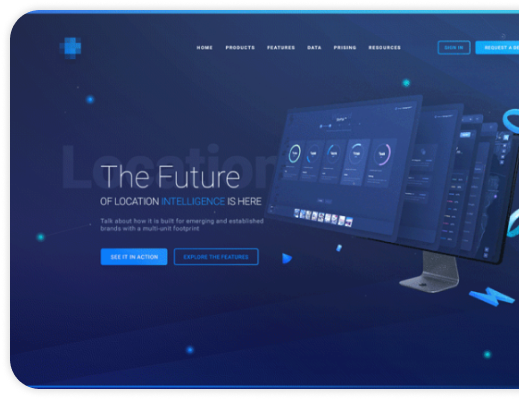 HOME PRODUCTS FEATURES DATA PRISING RESOURCES SIGN IN REQUEST A DE
Location
The Future
OF LOCATION INTELLIGENCE IS HERE
Talk about how it is built for emerging and established
brands with a multi-unit footprint
SEE IT IN ACTION EXPLORE THE FEATURES